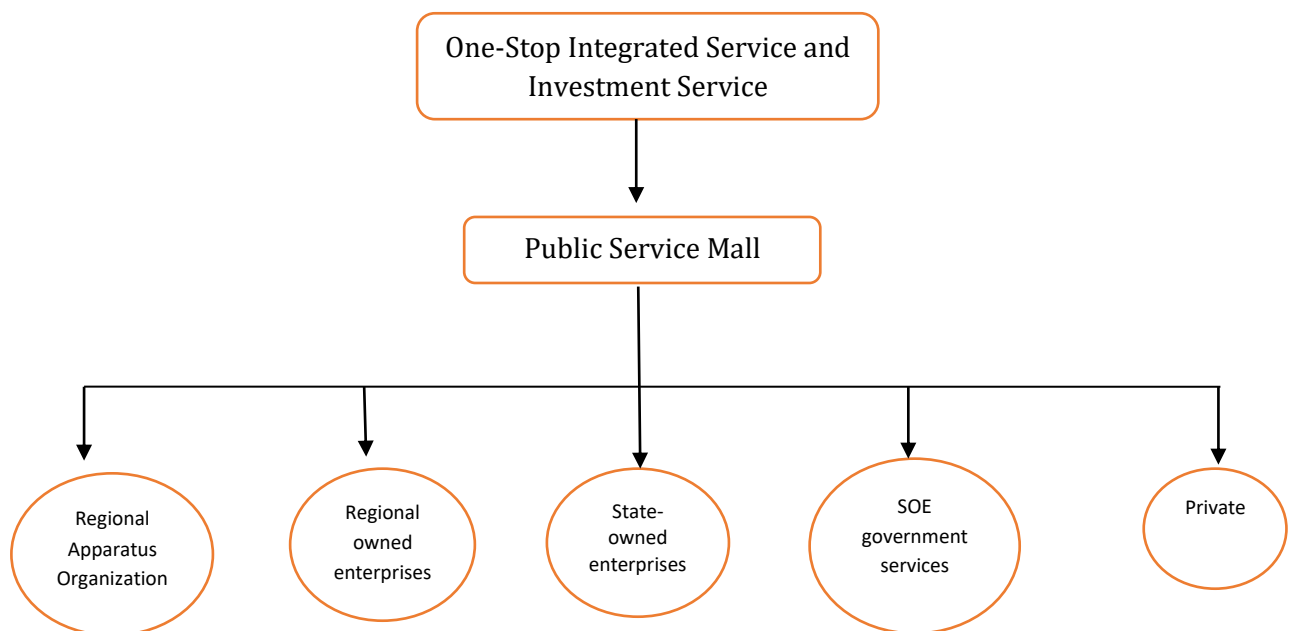 One-Stop Integrated Service and
Investment Service
Public Service Mall
Regional
Apparatus
Organization
Regional
owned
enterprises
State-
owned
enterprises
SOE
government
services
Private